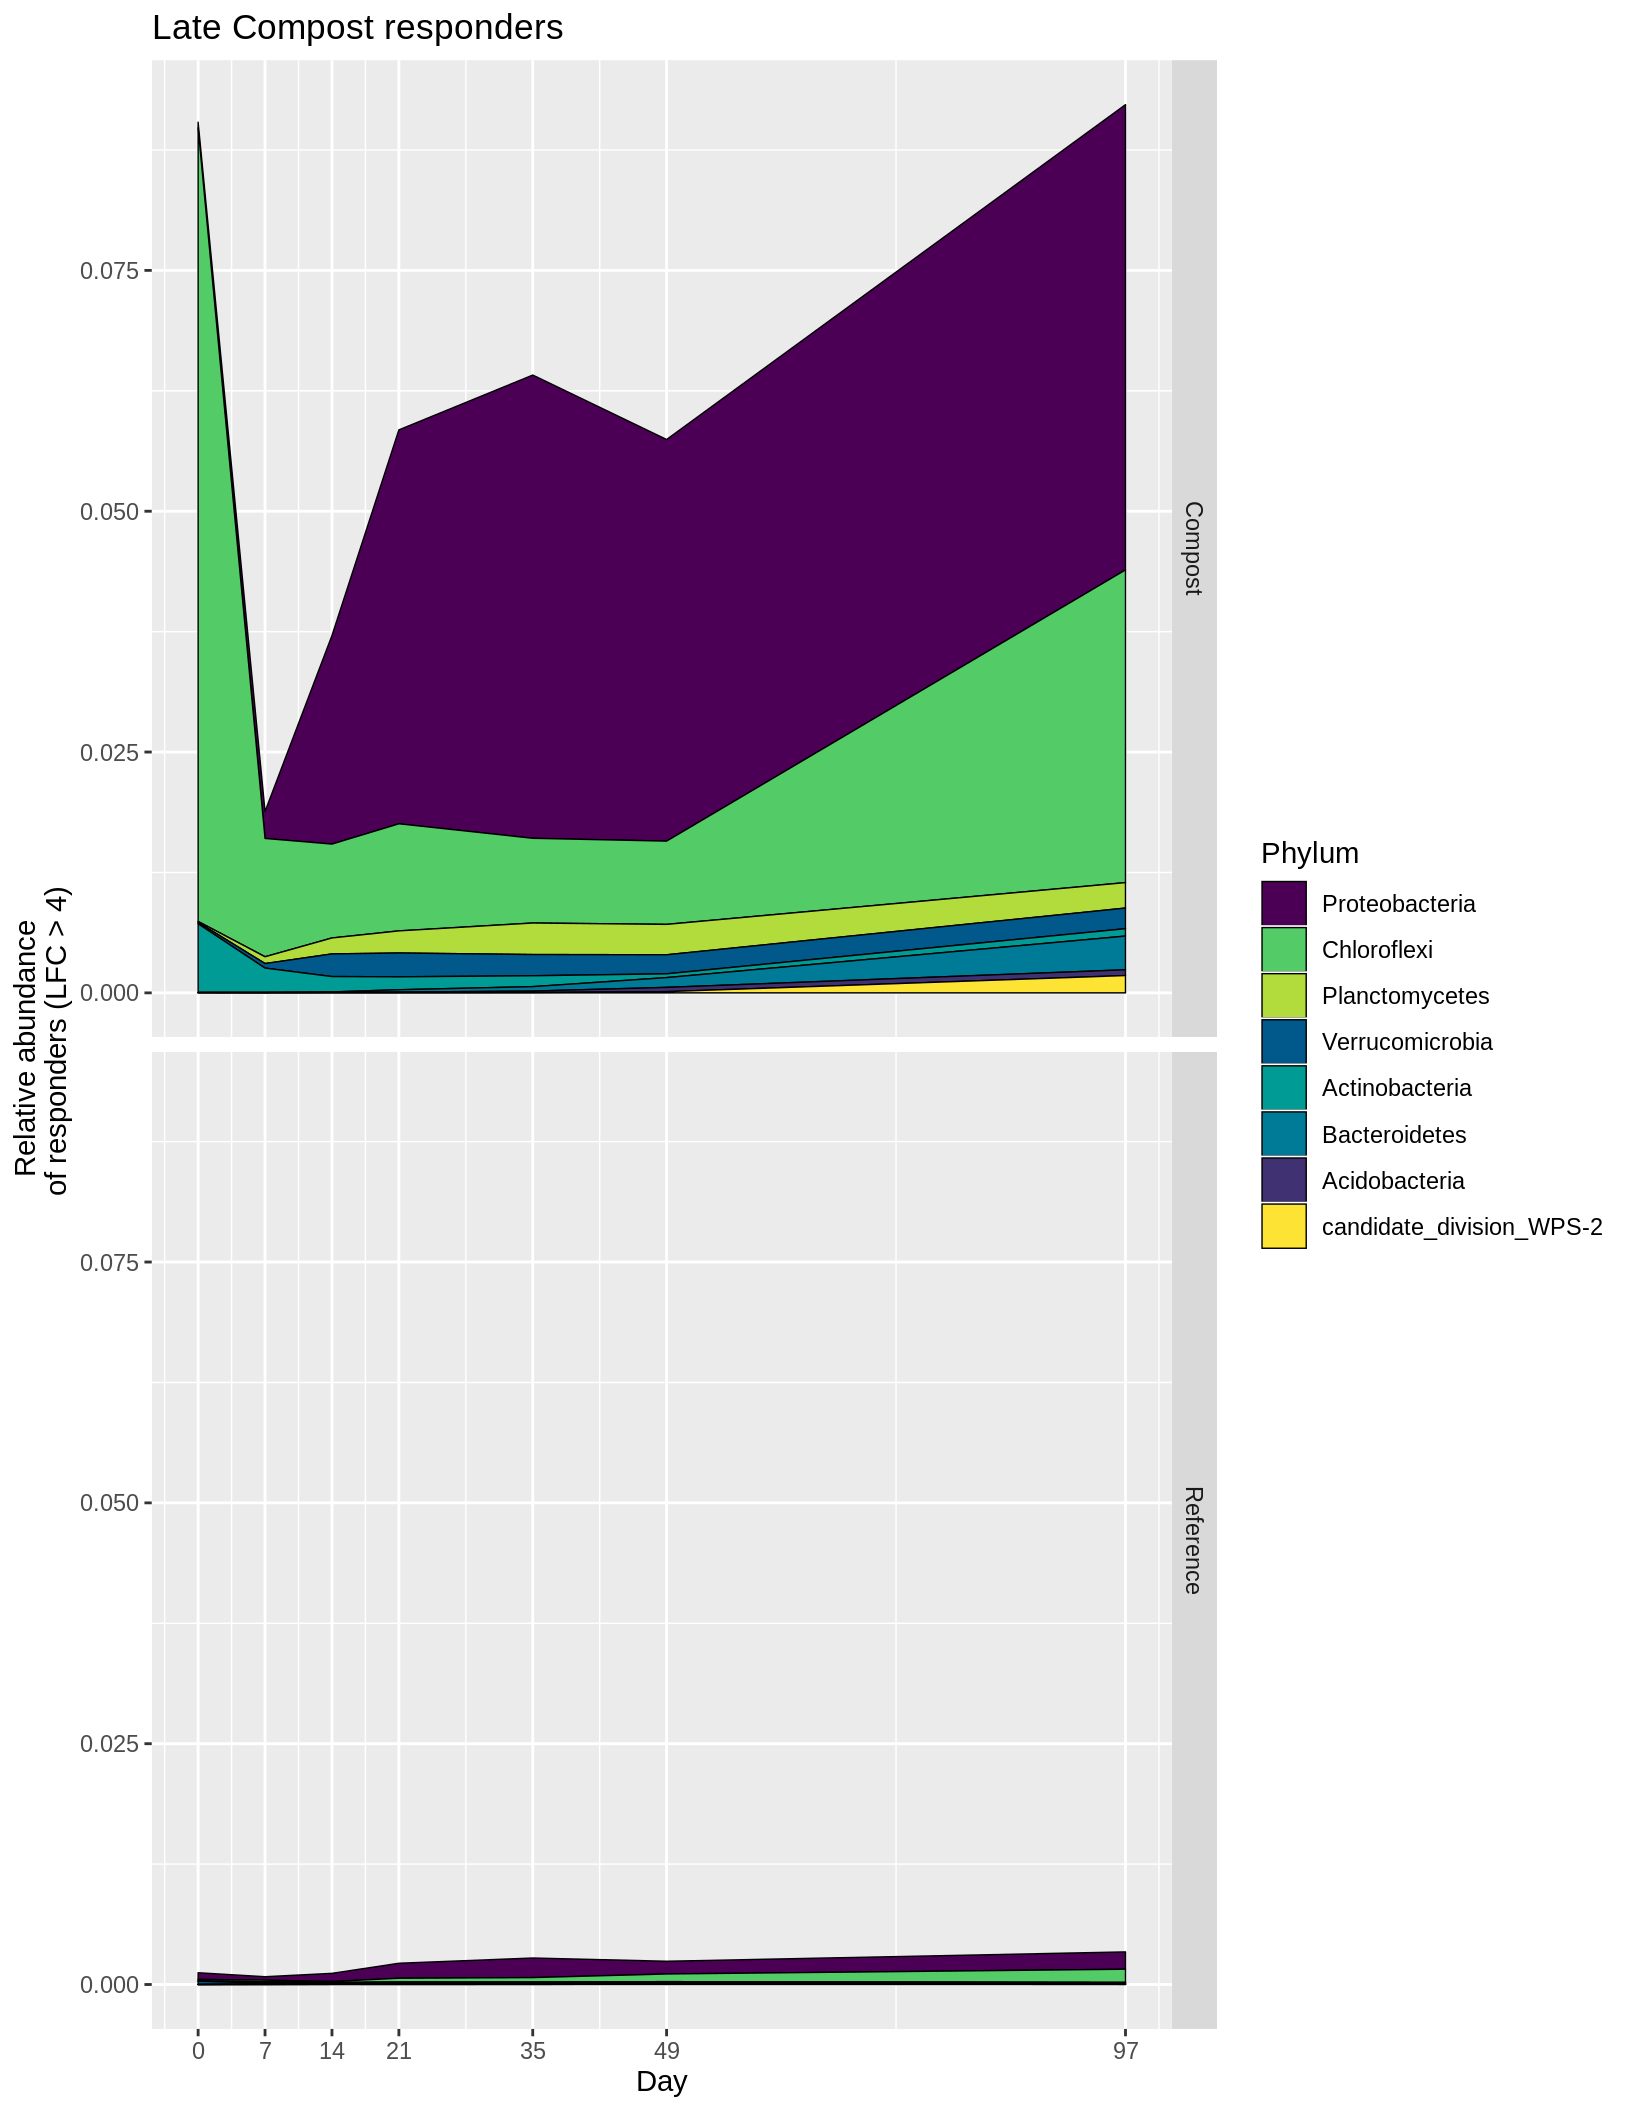 Late Compost responders
Relative abundance
of responders (LFC > 4)
0.075
0.050
0.025
0.000
Compost
0.075
0.050
0.025
0.000
Reference
0 7 14 21 35 49 97
Day
Phylum
Proteobacteria
Chloroflexi
Planctomycetes
Verrucomicrobia
Actinobacteria
Bacteroidetes
Acidobacteria
candidate_division_WPS-2